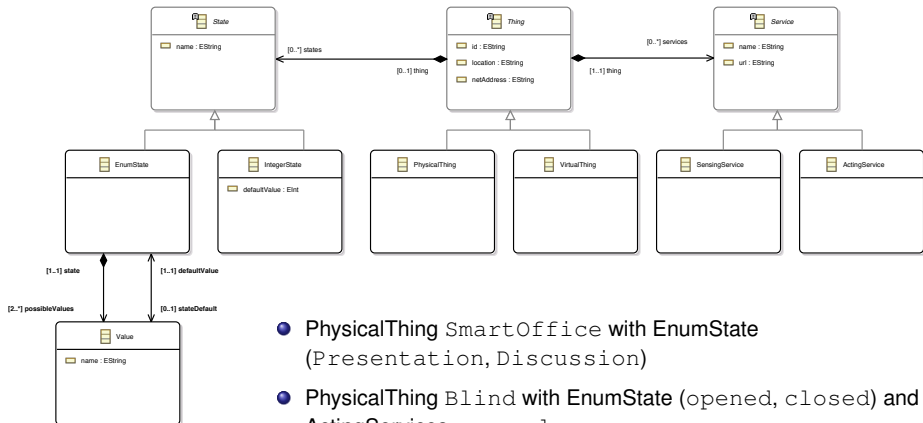 State
name : EString
[0..*] states
[0..1] thing
Thing
id : EString
location : EString
netAddress : EString
[0..*] services
[1..1] thing
Service
name : EString
url : EString
EnumState
IntegerState
defaultValue : EInt
PhysicalThing
VirtualThing
SensingService
ActingService
[1..1] state
[1..1] defaultValue
[2..*] possibleValues
[0..1] stateDefault
Value
name : EString
PhysicalThing SmartOffice with EnumState
(Presentation, Discussion)
PhysicalThing Blind with EnumState (opened, closed) and